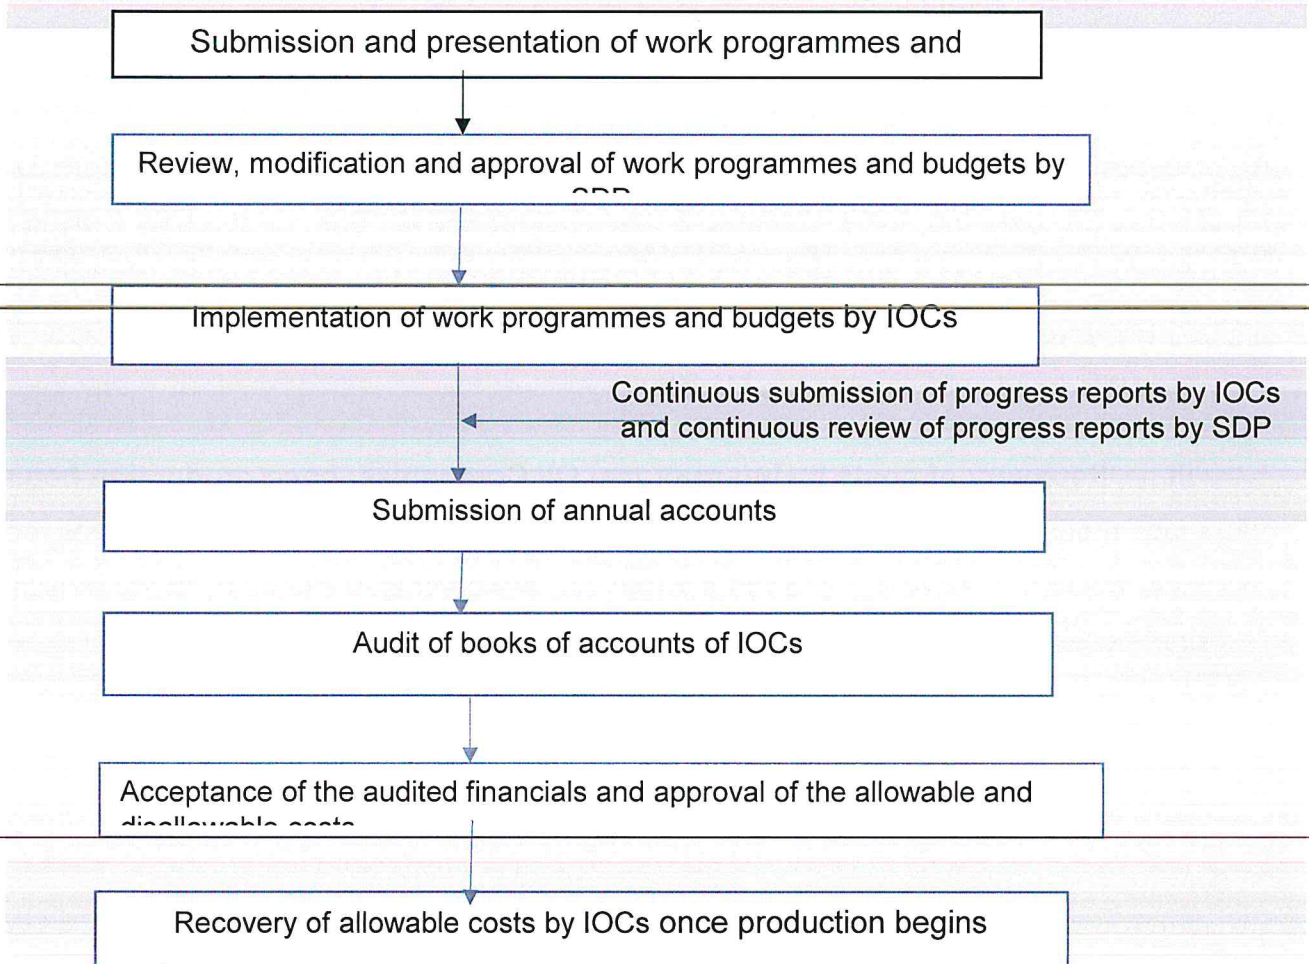 Submission and presentation of work programmes and
Review, modification and approval of work programmes and budgets by
Implementation of work programmes and budgets by IOCs
Continuous submission of progress reports by IOCs
and continuous review of progress reports by SDP
Submission of annual accounts
Audit of books of accounts of IOCs
Acceptance of the audited financials and approval of the allowable and
Recovery of allowable costs by IOCs once production begins